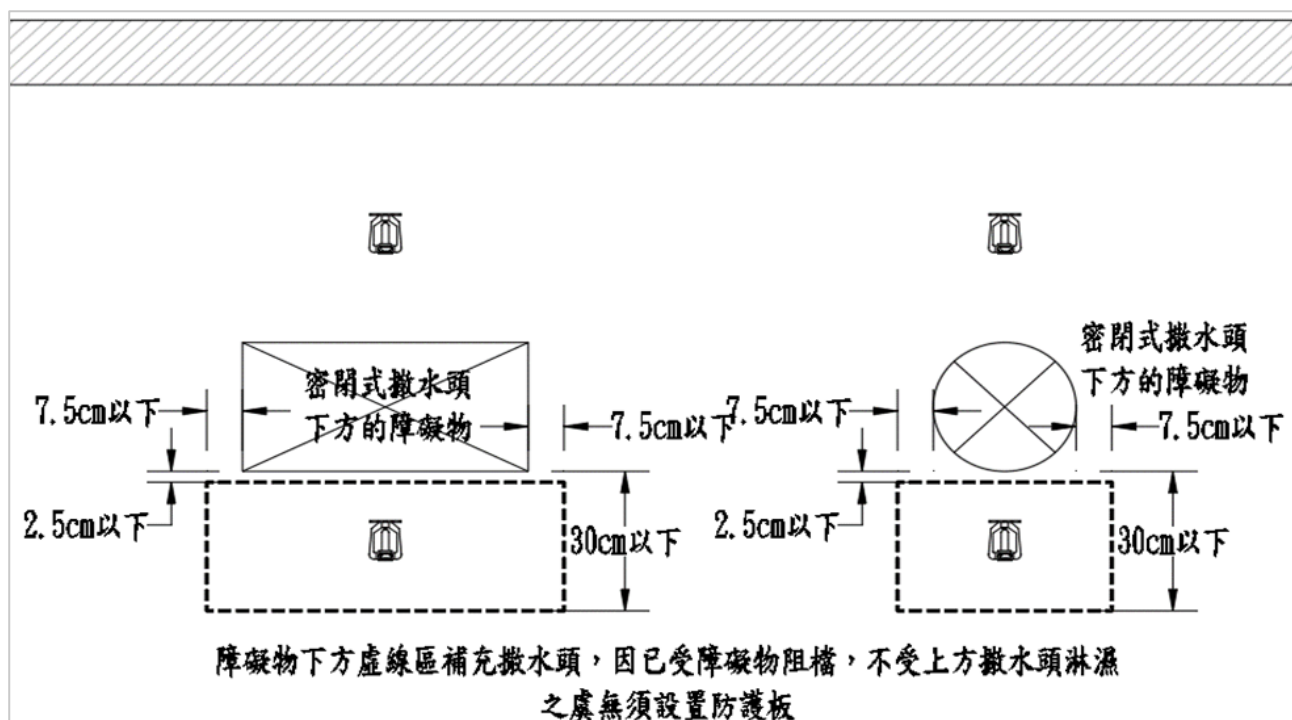 密閉式撒水頭
下方的障礙物
密閉式撒水頭
下方的障礙物
7.5cm以下
7.5cm以下
7.5cm以下
7.5cm以下
2.5cm以下
30cm以下
2.5cm以下
30cm以下
障礙物下方虛線區補充撒水頭，因已受障礙物阻檔，不受上方撒水頭淋濕
之虞無須設置防護板